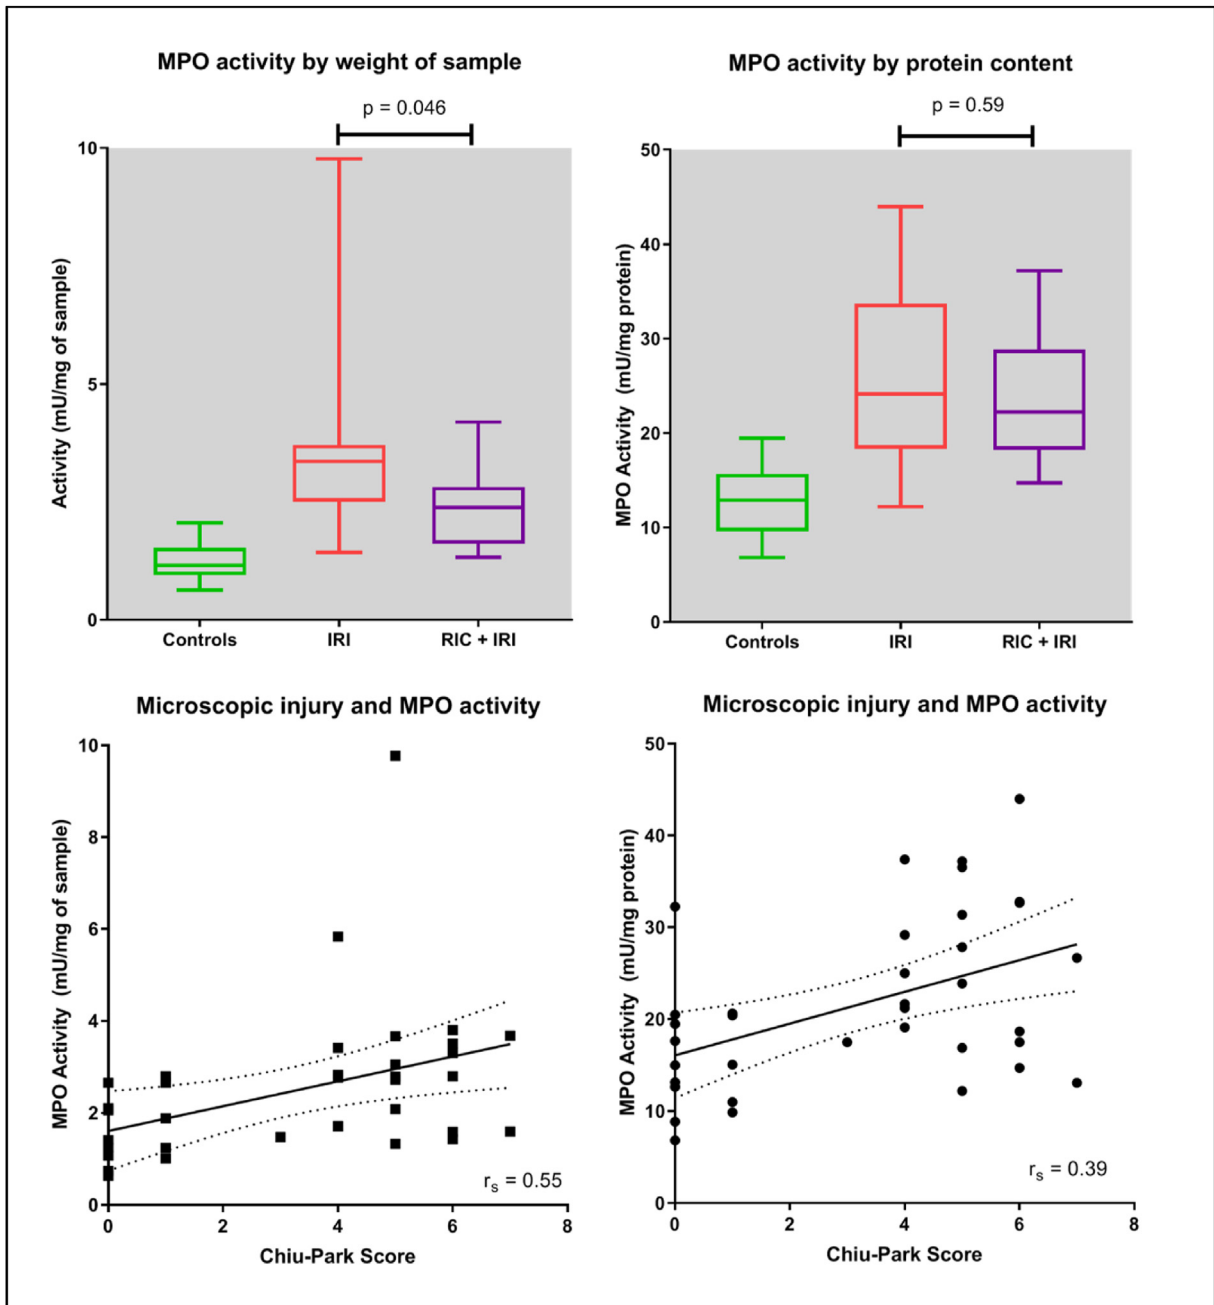 MPO activity by weight of sample
p = 0.046
10
5
0
Activity (mU/mg of sample)
Controls
IRI
RIC + IRI
MPO activity by protein content
p = 0.59
50
40
30
20
10
0
MPO Activity (mU/mg protein)
Controls
IRI
RIC + IRI
Microscopic injury and MPO activity
10
8
6
4
2
0
MPO Activity (mU/mg of sample)
rs = 0.55
0
2
4
6
8
Chiu-Park Score
Microscopic injury and MPO activity
50
40
30
20
10
0
MPO Activity (mU/mg protein)
rs = 0.39
0
2
4
6
8
Chiu-Park Score